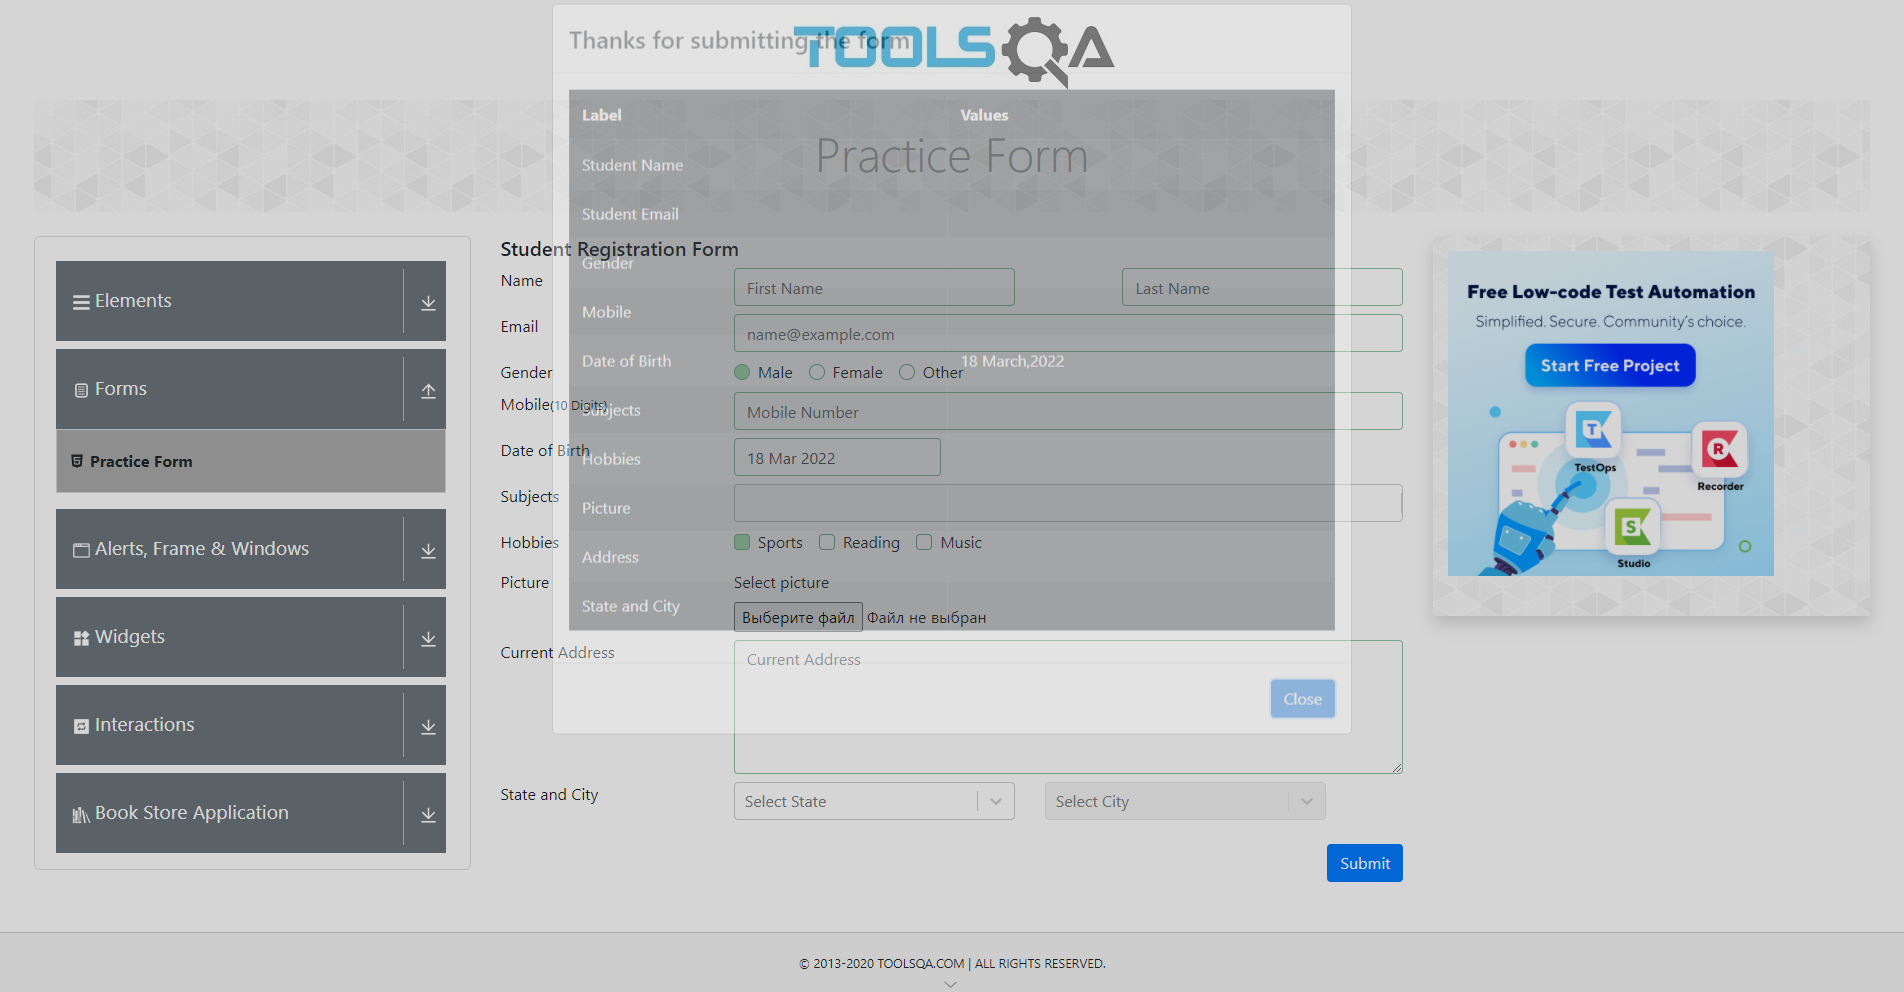 Thanks for submitting the form
TOOLSQA
Label Values
Practice Form
Student Name
Student Email
Student Registration Form
Gender
Name First Name Last Name
Mobile
Email name@example.com
Date of Birth 18 March,2022
Gender Male Female Other
Mobile(10 Digits) Mobile Number
Subjects
Date of Birth 18 Mar 2022
Hobbies
Subjects
Picture
Hobbies Sports Reading Music
Address
Picture Select picture
State and City
Выберите файл Файл не выбран
Current Address Current Address
Close
State and City Select State Select City
Submit
Elements
Forms
Practice Form
Alerts, Frame & Windows
Widgets
Interactions
Book Store Application
Free Low-code Test Automation
Simplified. Secure. Community's choice.
Start Free Project
T
TestOps
R
Recorder
S
Studio
© 2013-2020 TOOLSQA.COM | ALL RIGHTS RESERVED.